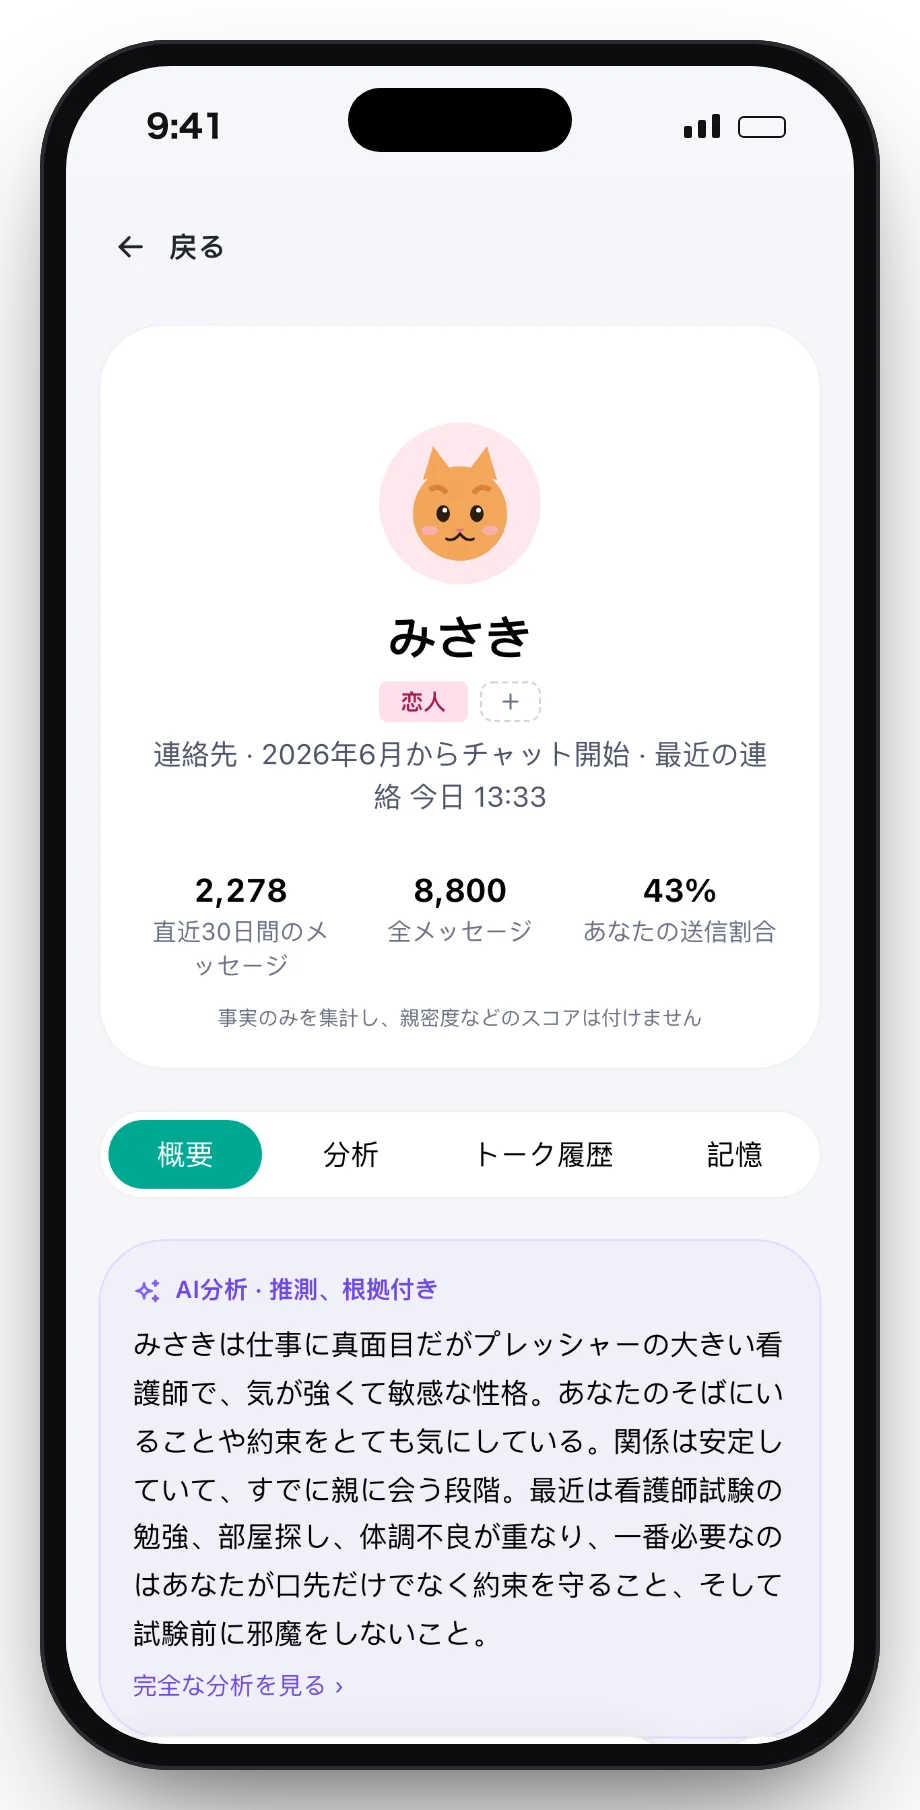 9:41
← 戻る
みさき
恋人 +
連絡先 · 2026年6月からチャット開始 · 最近の連
絡 今日 13:33
2,278 8,800 43%
直近30日間のメ 全メッセージ あなたの送信割合
ッセージ
事実のみを集計し、親密度などのスコアは付けません
概要 分析 トーク履歴 記憶
AI分析 · 推測、根拠付き
みさきは仕事に真面目だがプレッシャーの大きい看
護師で、気が強くて敏感な性格。あなたのそばにい
ることや約束をとても気にしている。関係は安定し
ていて、すでに親に会う段階。最近は看護師試験の
勉強、部屋探し、体調不良が重なり、一番必要なの
はあなたが口先だけでなく約束を守ること、そして
試験前に邪魔をしないこと。
完全な分析を見る ›